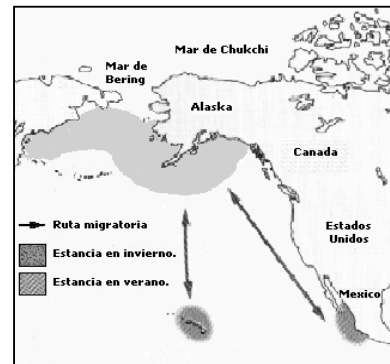 Mar de Chukchi
Mar de
Bering
Alaska
Canada
Estados
Unidos
Ruta migratoria
Estancia en invierno.
Estancia en verano.
Mexico